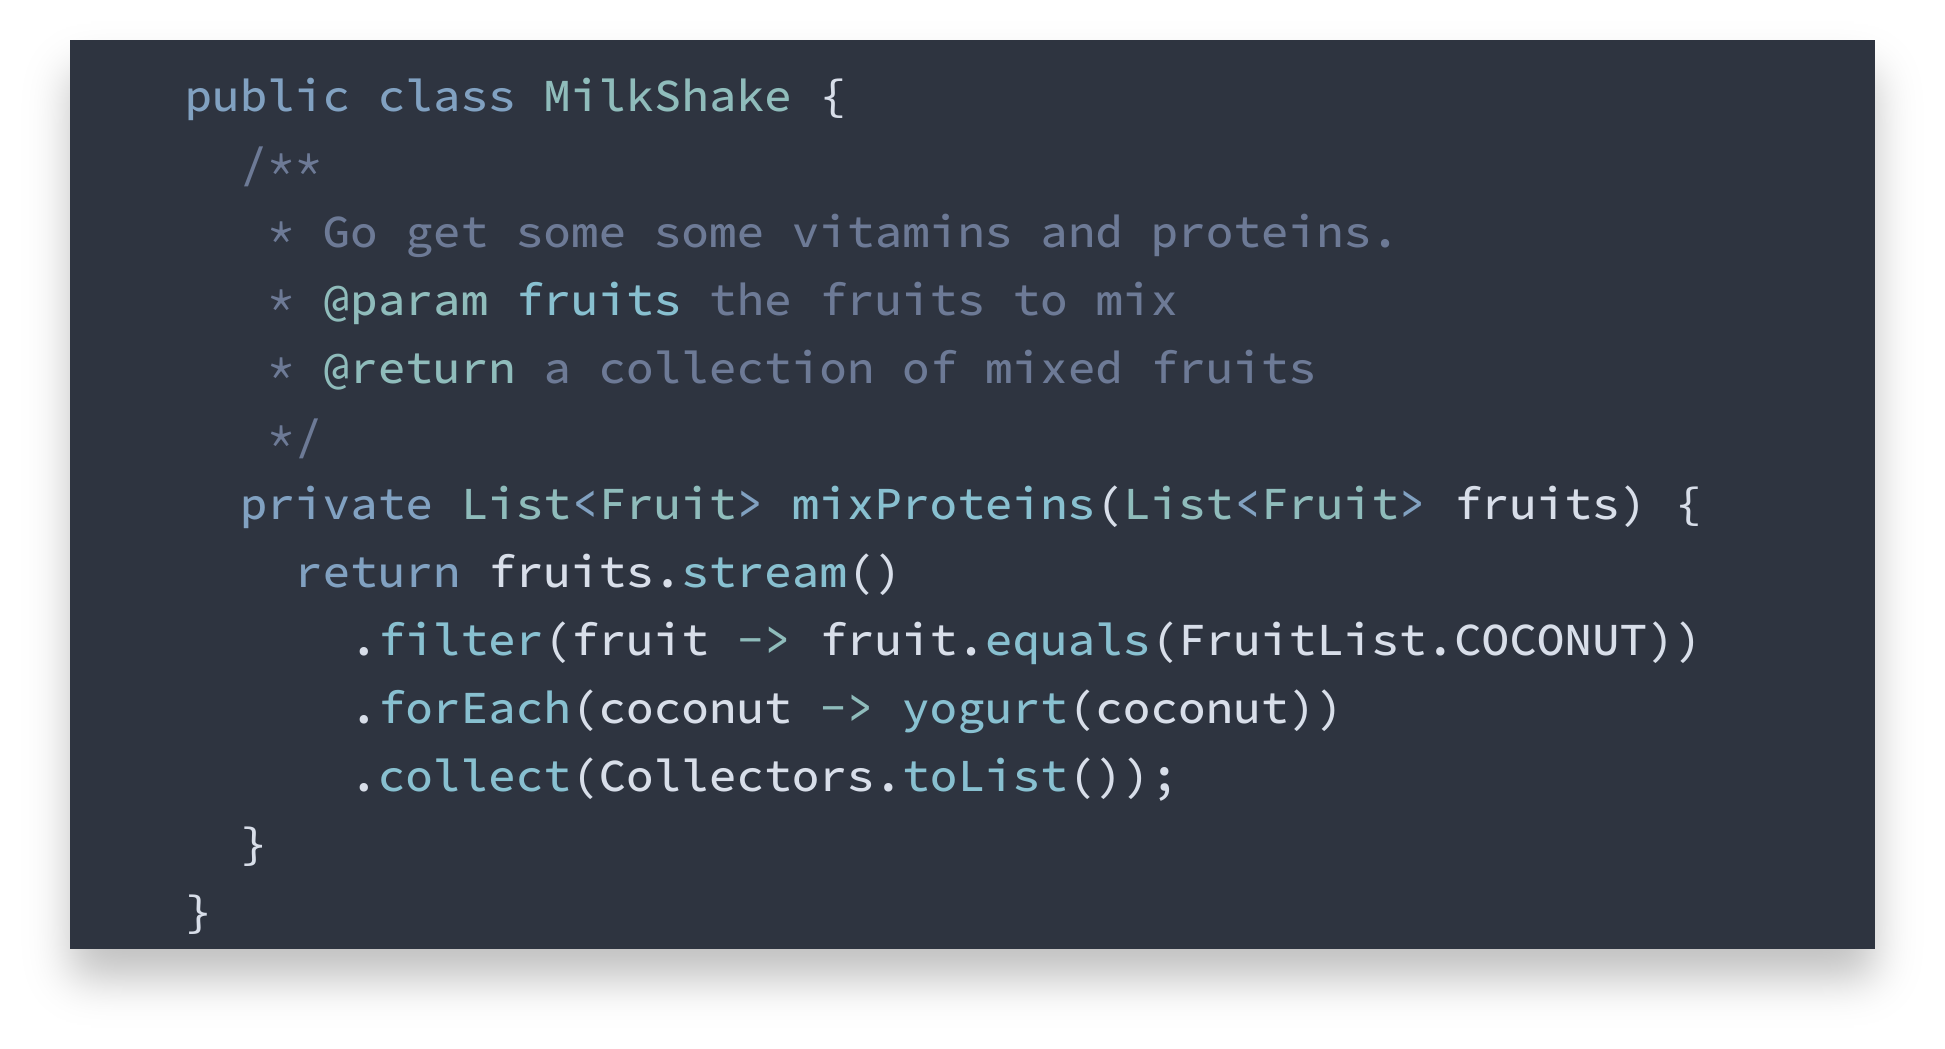 public class MilkShake {
  /**
   * Go get some some vitamins and proteins.
   * @param fruits the fruits to mix
   * @return a collection of mixed fruits
   */
  private List<Fruit> mixProteins(List<Fruit> fruits) {
    return fruits.stream()
      .filter(fruit -> fruit.equals(FruitList.COCONUT))
      .forEach(coconut -> yogurt(coconut))
      .collect(Collectors.toList());
  }
}